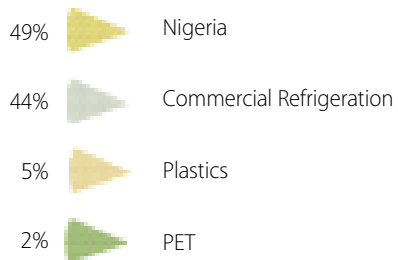 49% Nigeria
44% Commercial Refrigeration
5% Plastics
2% PET